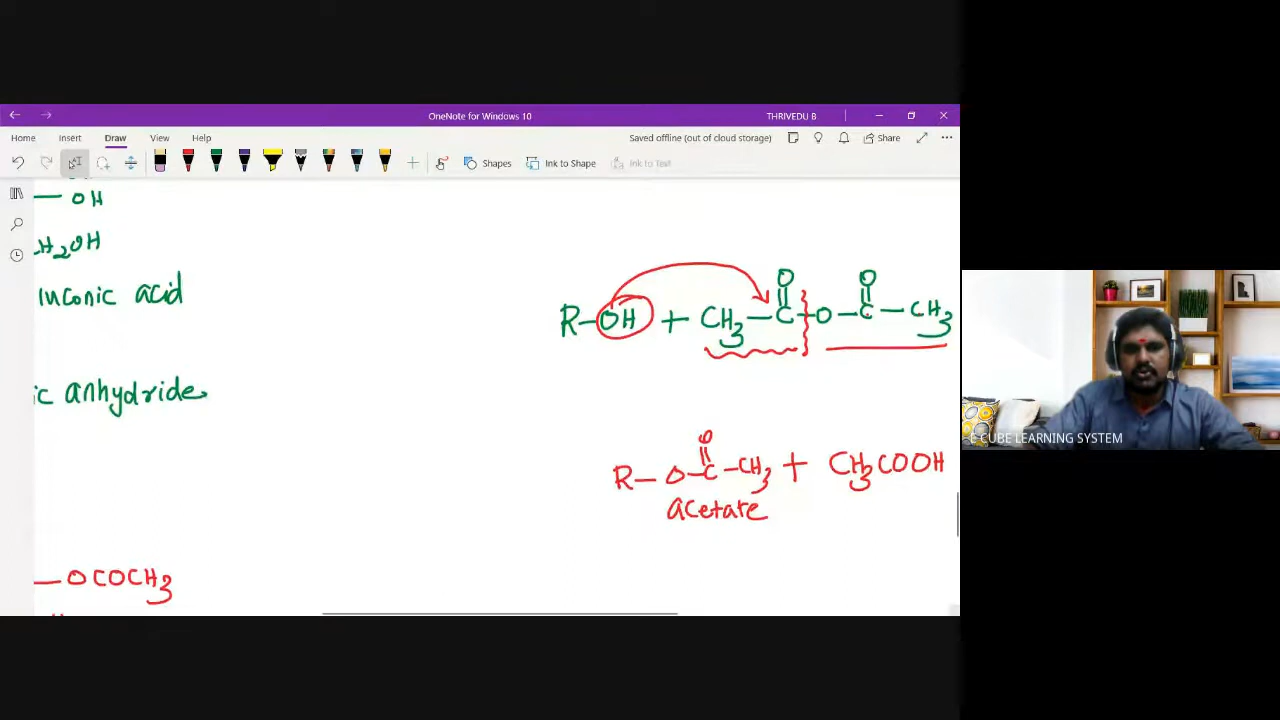 OneNote for Windows 10
THRIVEDU B
Home Insert Draw View Help
Saved offline (out of cloud storage)
Share
Shapes
Ink to Shape
Ink to Text
— OH
H2OH
luconic acid
ic anhydride
R—OH + CH3—C(=O)—O—C(=O)—CH3
R—O—C(=O)—CH3 + CH3COOH
acetate
—OCOCH3
C CUBE LEARNING SYSTEM